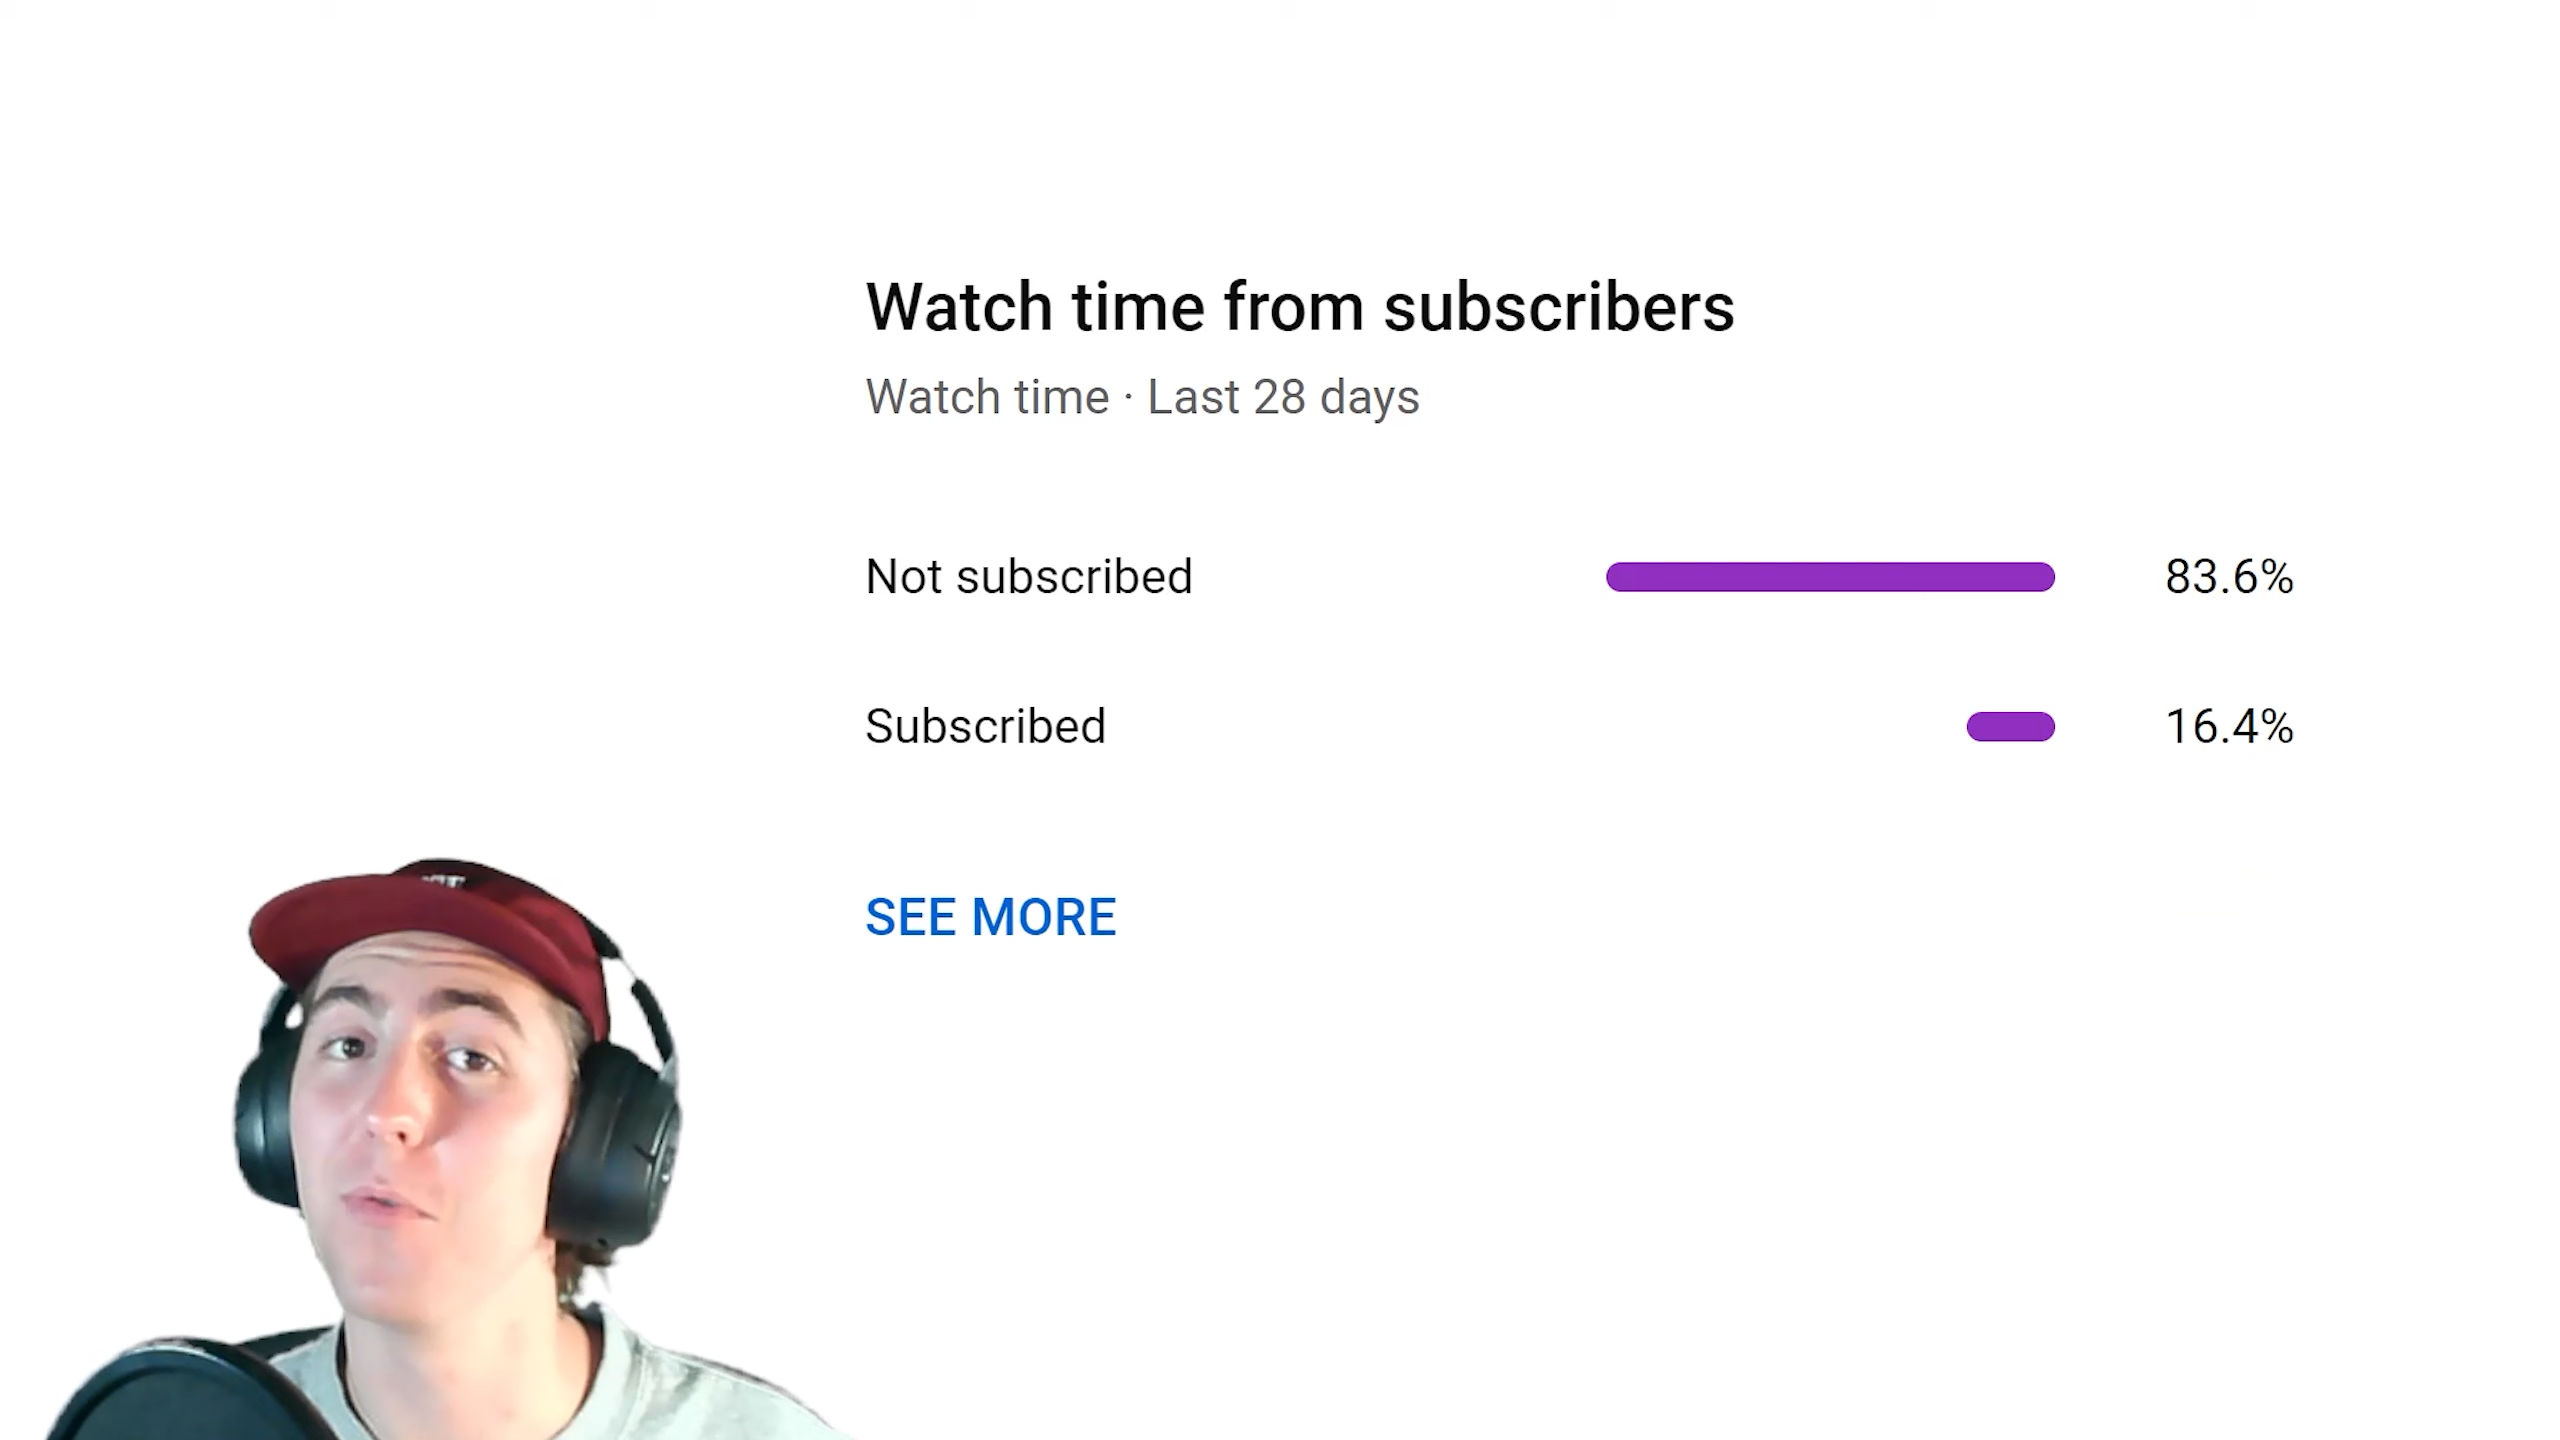 Watch time from subscribers
Watch time · Last 28 days
Not subscribed 83.6%
Subscribed 16.4%
SEE MORE